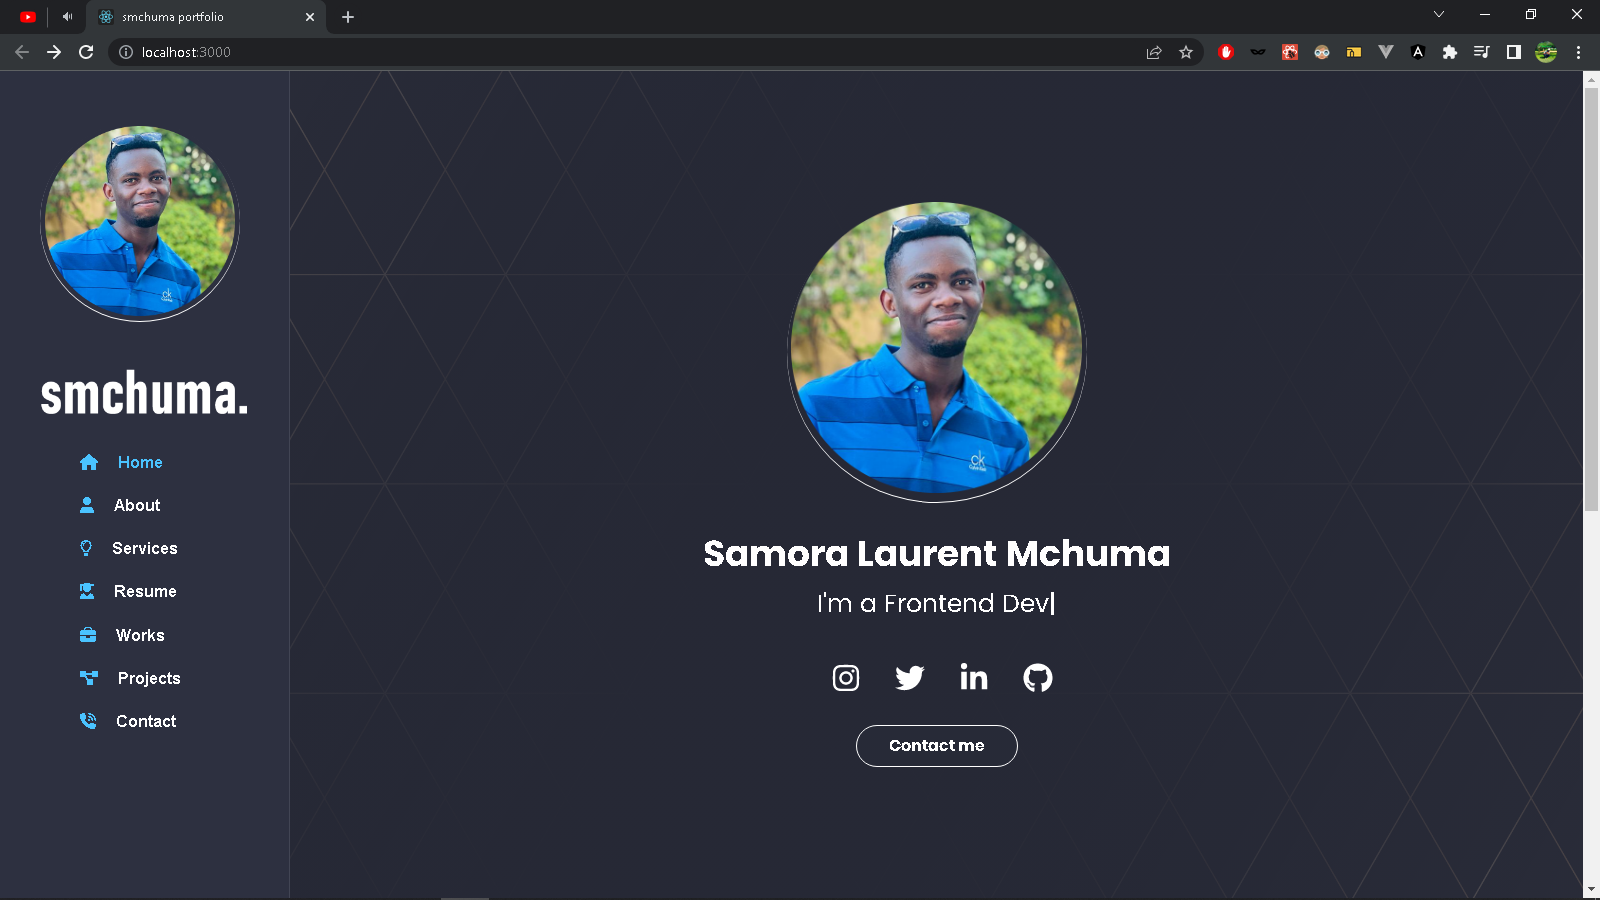 smchuma portfolio
localhost:3000
smchuma.
Home
About
Services
Resume
Works
Projects
Contact
ck
Samora Laurent Mchuma
I'm a Frontend Dev|
Contact me